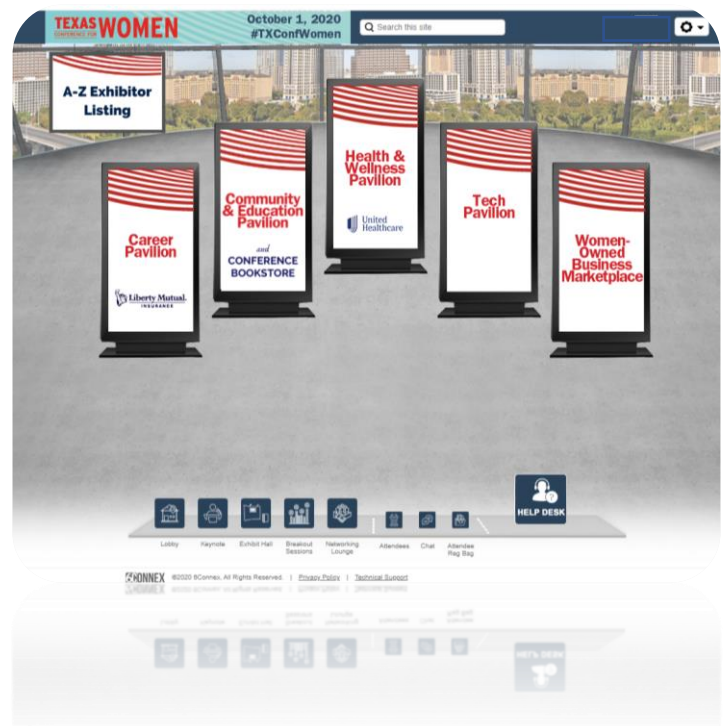 TEXAS WOMEN
CONFERENCE FOR
October 1, 2020
#TXConfWomen
Search this site
A-Z Exhibitor
Listing
Career
Pavilion
Liberty Mutual.
INSURANCE
Community
& Education
Pavilion
and
CONFERENCE
BOOKSTORE
Health &
Wellness
Pavilion
United
Healthcare
Tech
Pavilion
Women-
Owned
Business
Marketplace
HELP DESK
Lobby
Keynote
Exhibit Hall
Breakout
Sessions
Networking
Lounge
Attendees
Chat
Attendee
Reg Bag
©2020 6Connex, All Rights Reserved. | Privacy Policy | Technical Support